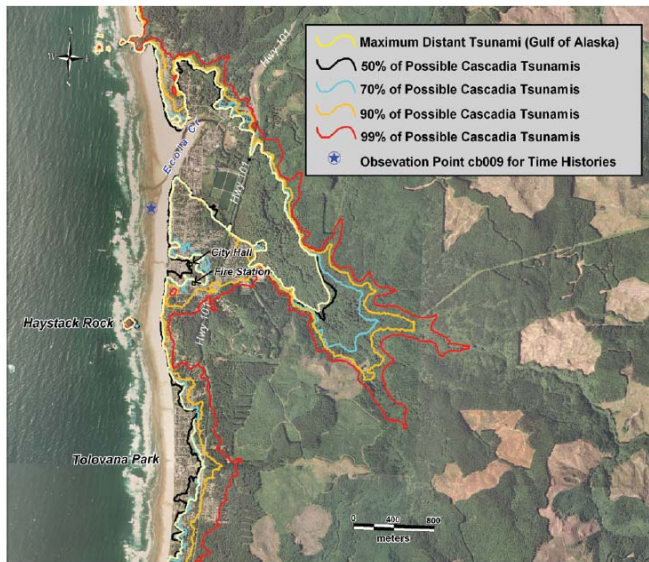 Maximum Distant Tsunami (Gulf of Alaska)
50% of Possible Cascadia Tsunamis
70% of Possible Cascadia Tsunamis
90% of Possible Cascadia Tsunamis
99% of Possible Cascadia Tsunamis
Obsevation Point cb009 for Time Histories
N
Hwy 101
Ecola Cr.
Hwy 101
City Hall
Fire Station
Haystack Rock
Hwy 101
Tolovana Park
0 400 800
meters